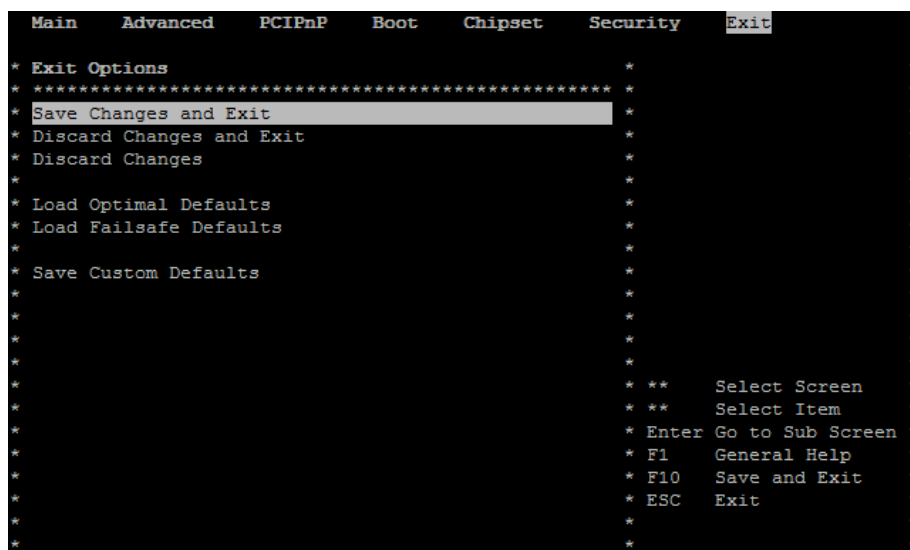 Main Advanced PCIPnP Boot Chipset Security Exit
* Exit Options *
* *************************************************** *
* Save Changes and Exit *
* Discard Changes and Exit *
* Discard Changes *
* *
* Load Optimal Defaults *
* Load Failsafe Defaults *
* *
* Save Custom Defaults *
* *
* *
* *
* *
* * ** Select Screen
* * ** Select Item
* * Enter Go to Sub Screen
* * F1 General Help
* * F10 Save and Exit
* * ESC Exit
* *
* *